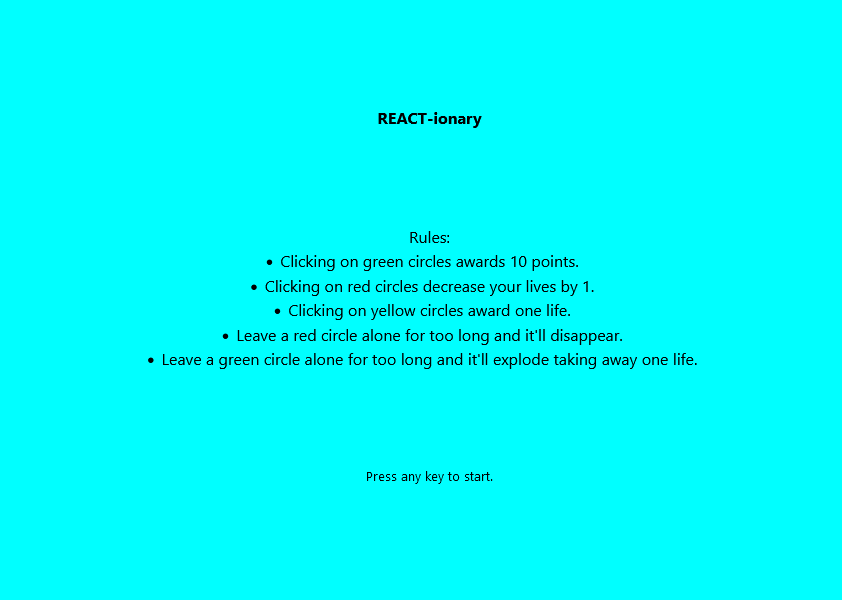 REACT-ionary
Rules:
• Clicking on green circles awards 10 points.
• Clicking on red circles decrease your lives by 1.
• Clicking on yellow circles award one life.
• Leave a red circle alone for too long and it'll disappear.
• Leave a green circle alone for too long and it'll explode taking away one life.
Press any key to start.